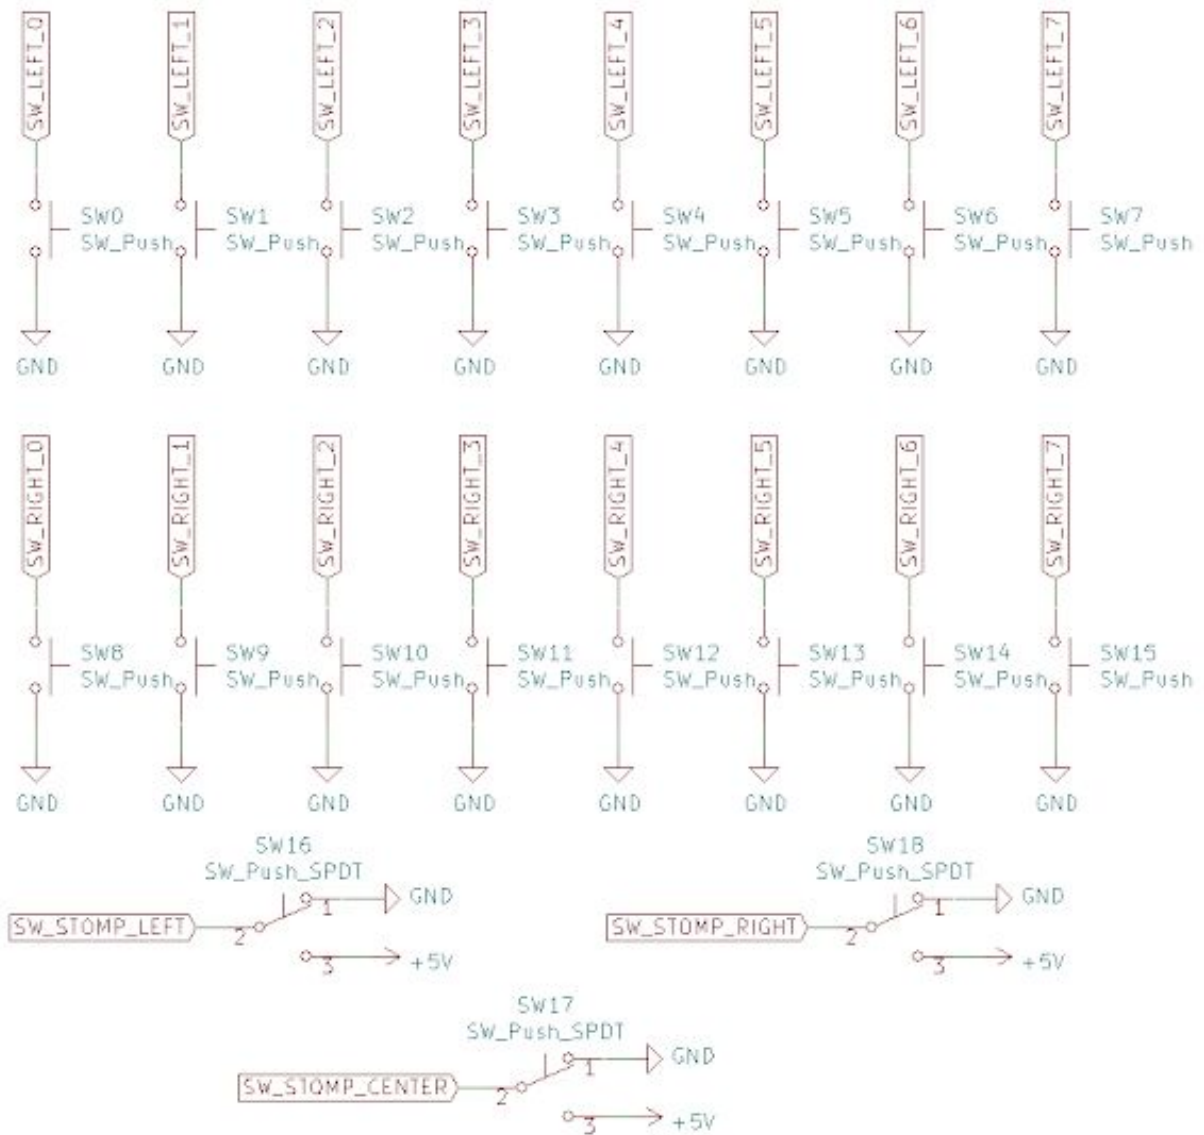 SW_LEFT_0 SW_LEFT_1 SW_LEFT_2 SW_LEFT_3 SW_LEFT_4 SW_LEFT_5 SW_LEFT_6 SW_LEFT_7
SW0 SW1 SW2 SW3 SW4 SW5 SW6 SW7
SW_Push SW_Push SW_Push SW_Push SW_Push SW_Push SW_Push SW_Push
GND GND GND GND GND GND GND GND
SW_RIGHT_0 SW_RIGHT_1 SW_RIGHT_2 SW_RIGHT_3 SW_RIGHT_4 SW_RIGHT_5 SW_RIGHT_6 SW_RIGHT_7
SW8 SW9 SW10 SW11 SW12 SW13 SW14 SW15
SW_Push SW_Push SW_Push SW_Push SW_Push SW_Push SW_Push SW_Push
GND GND GND GND GND GND GND GND
SW16 SW18
SW_Push_SPDT SW_Push_SPDT
1 GND 1 GND
SW_STOMP_LEFT 2 SW_STOMP_RIGHT 2
3 +5V 3 +5V
SW17
SW_Push_SPDT
1 GND
SW_STOMP_CENTER 2
3 +5V